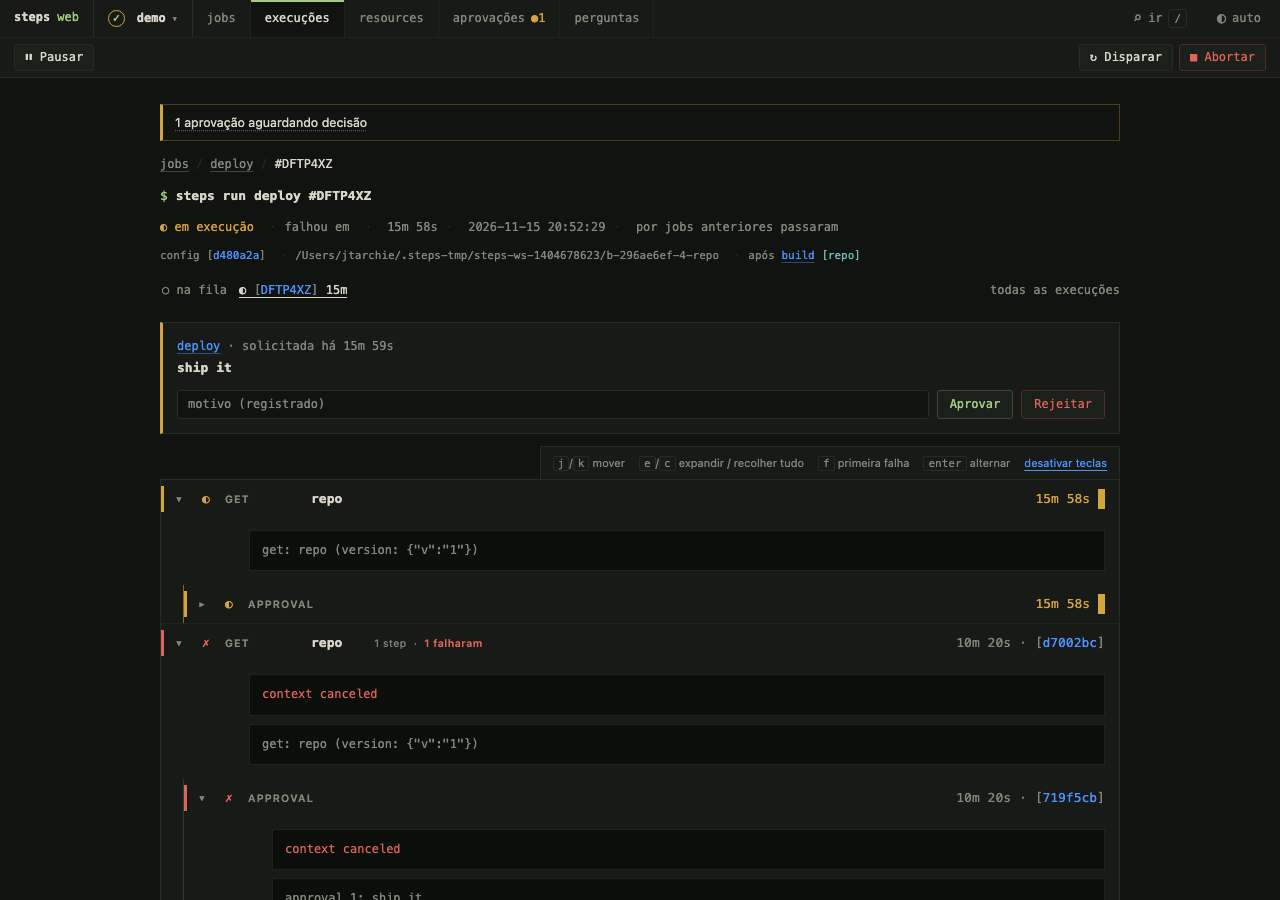 steps web demo jobs execuções resources aprovações 1 perguntas ir / auto
Pausar Disparar Abortar
1 aprovação aguardando decisão
jobs / deploy / #DFTP4XZ
$ steps run deploy #DFTP4XZ
em execução · falhou em · 15m 58s · 2026-11-15 20:52:29 · por jobs anteriores passaram
config [d480a2a] · /Users/jtarchie/.steps-tmp/steps-ws-1404678623/b-296ae6ef-4-repo · após build [repo]
na fila [DFTP4XZ] 15m todas as execuções
deploy · solicitada há 15m 59s
ship it
motivo (registrado) Aprovar Rejeitar
j/k mover e/c expandir / recolher tudo f primeira falha enter alternar desativar teclas
GET repo 15m 58s
get: repo (version: {"v":"1"})
APPROVAL 15m 58s
GET repo 1 step · 1 falharam 10m 20s · [d7002bc]
context canceled
get: repo (version: {"v":"1"})
APPROVAL 10m 20s · [719f5cb]
context canceled
approval 1: ship it